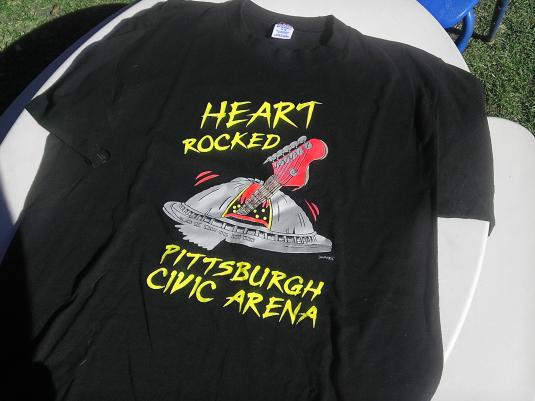 HEART
ROCKED
PITTSBURGH
CIVIC ARENA